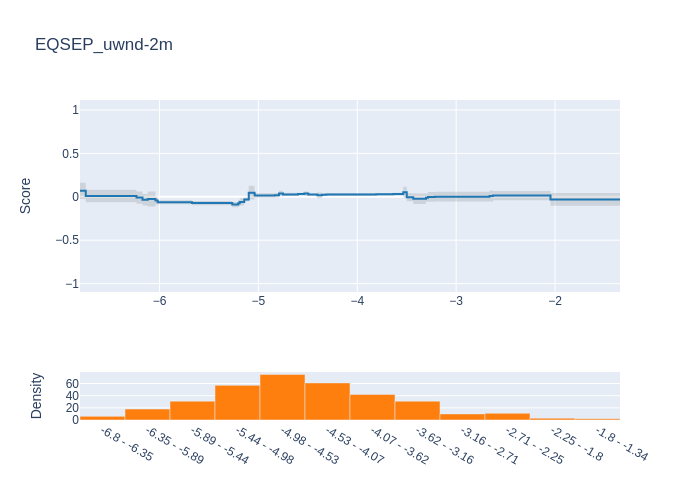 EQSEP_uwnd-2m
Score
1
0.5
0
−0.5
−1
−6
−5
−4
−3
−2
Density
60
40
20
0
-6.8 - -6.35
-6.35 - -5.89
-5.89 - -5.44
-5.44 - -4.98
-4.98 - -4.53
-4.53 - -4.07
-4.07 - -3.62
-3.62 - -3.16
-3.16 - -2.71
-2.71 - -2.25
-2.25 - -1.8
-1.8 - -1.34